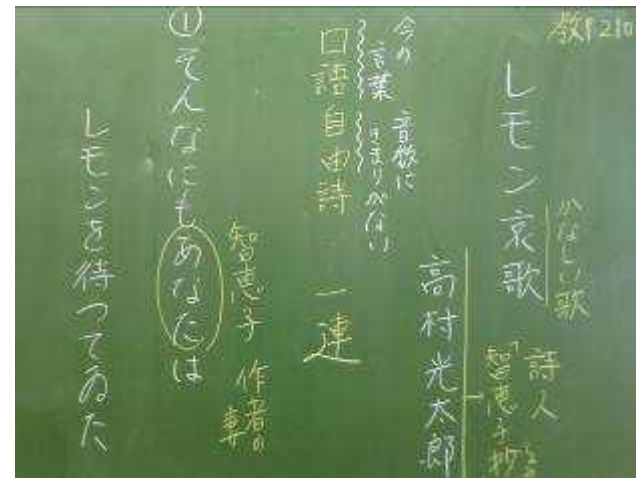 教P210
レモン哀歌
かなしい歌
高村光太郎
詩人
「智恵子抄」
今の言葉
音数にきまりがない
口語自由詩 一連
①そんなにもあなたは
智恵子 作者の妻
レモンを待つてゐた